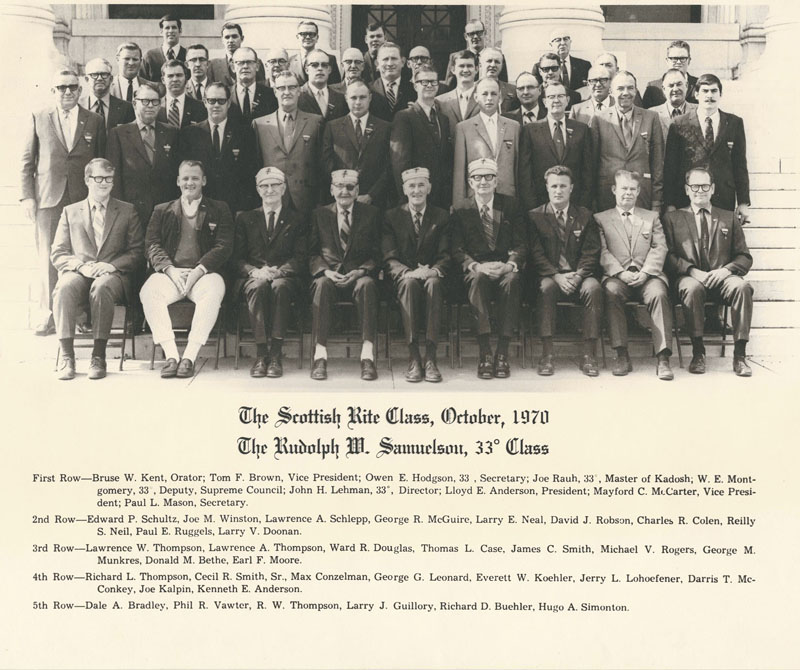 The Scottish Rite Class, October, 1970
The Rudolph W. Samuelson, 33° Class
First Row—Bruse W. Kent, Orator; Tom F. Brown, Vice President; Owen E. Hodgson, 33°, Secretary; Joe Rauh, 33°, Master of Kadosh; W. E. Mont-
gomery, 33°, Deputy, Supreme Council; John H. Lehman, 33°, Director; Lloyd E. Anderson, President; Mayford C. McCarter, Vice Presi-
dent; Paul L. Mason, Secretary.
2nd Row—Edward P. Schultz, Joe M. Winston, Lawrence A. Schlepp, George R. McGuire, Larry E. Neal, David J. Robson, Charles R. Colen, Reilly
S. Neil, Paul E. Ruggels, Larry V. Doonan.
3rd Row—Lawrence W. Thompson, Lawrence A. Thompson, Ward R. Douglas, Thomas L. Case, James C. Smith, Michael V. Rogers, George M.
Munkres, Donald M. Bethe, Earl F. Moore.
4th Row—Richard L. Thompson, Cecil R. Smith, Sr., Max Conzelman, George G. Leonard, Everett W. Koehler, Jerry L. Lohoefener, Darris T. Mc-
Conkey, Joe Kalpin, Kenneth E. Anderson.
5th Row—Dale A. Bradley, Phil R. Vawter, R. W. Thompson, Larry J. Guillory, Richard D. Buehler, Hugo A. Simonton.